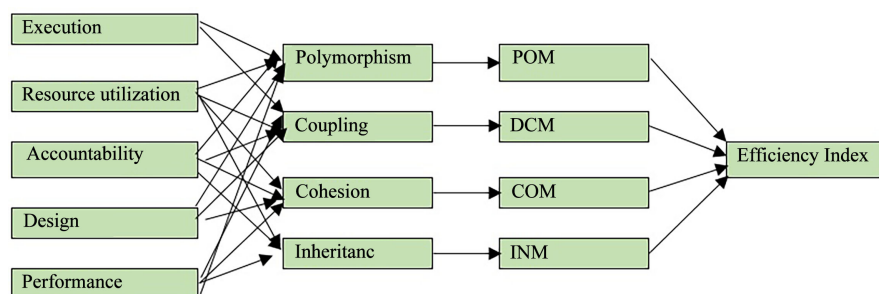 Execution
Resource utilization
Accountability
Design
Performance
Polymorphism
Coupling
Cohesion
Inheritanc
POM
DCM
COM
INM
Efficiency Index